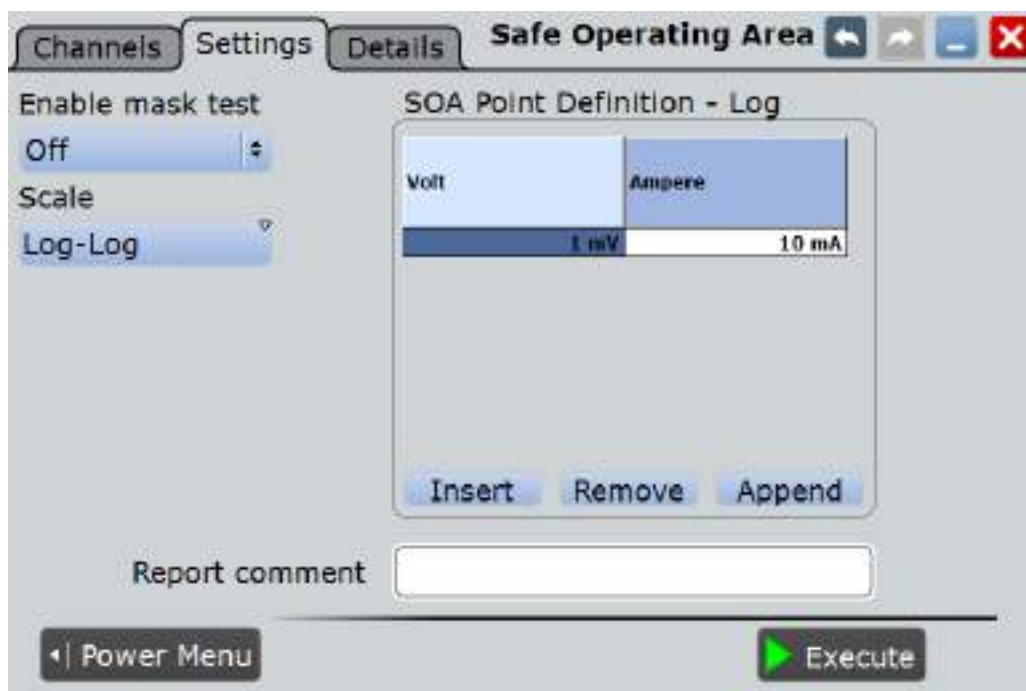 Channels Settings Details Safe Operating Area
Enable mask test
Off
Scale
Log-Log
SOA Point Definition - Log
Volt Ampere
1 mV 10 mA
Insert Remove Append
Report comment
Power Menu Execute